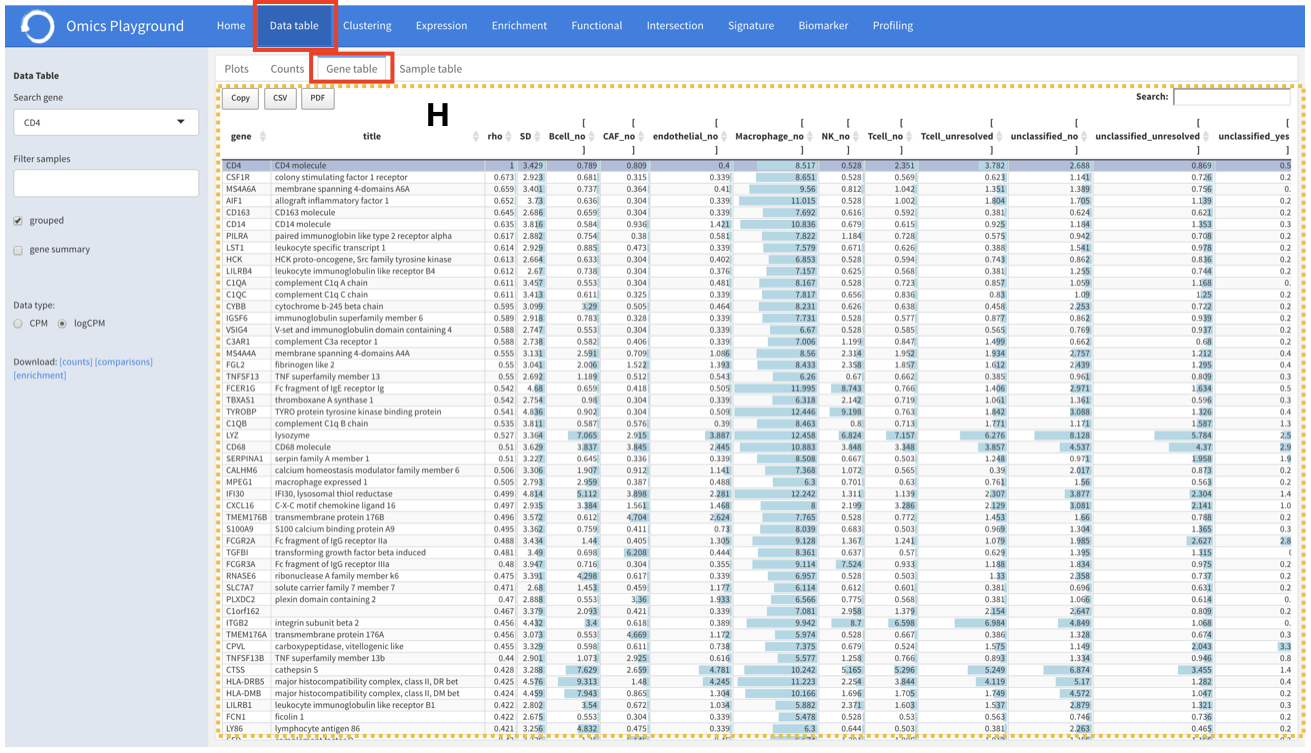 Omics Playground Home Data table Clustering Expression Enrichment Functional Intersection Signature Biomarker Profiling
Data Table
Search gene
CD4
Filter samples
grouped
gene summary
Data type:
CPM logCPM
Download: [counts] [comparisons]
[enrichment]
Plots Counts Gene table Sample table
Copy CSV PDF
H
Search:
gene title rho SD [Bcell_no] [CAF_no] [endothelial_no] [Macrophage_no] [NK_no] [Tcell_no] [Tcell_unresolved] [unclassified_no] [unclassified_unresolved] [unclassified_yes
CD4 CD4 molecule 1 3.429 0.789 0.809 0.4 8.517 0.528 2.351 3.782 2.688 0.869 0.5
CSF1R colony stimulating factor 1 receptor 0.673 2.923 0.681 0.315 0.339 8.651 0.528 0.569 0.623 1.141 0.726 0.2
MS4A6A membrane spanning 4-domains A6A 0.659 3.401 0.737 0.364 0.41 9.56 0.812 1.042 1.351 1.389 0.756 0.
AIF1 allograft inflammatory factor 1 0.652 3.73 0.636 0.304 0.339 11.015 0.528 1.002 1.804 1.705 1.139 0.2
CD163 CD163 molecule 0.645 2.686 0.659 0.304 0.339 7.692 0.616 0.592 0.381 0.624 0.621 0.2
CD14 CD14 molecule 0.635 3.816 0.584 0.936 1.421 10.836 0.679 0.615 0.925 1.184 1.353 0.3
PILRA paired immunoglobin like type 2 receptor alpha 0.617 2.882 0.754 0.38 0.581 7.822 1.184 0.728 0.575 0.942 0.708 0.2
LST1 leukocyte specific transcript 1 0.614 2.929 0.885 0.473 0.339 7.579 0.671 0.626 0.388 1.541 0.978 0.2
HCK HCK proto-oncogene, Src family tyrosine kinase 0.613 2.664 0.633 0.304 0.402 6.853 0.528 0.594 0.743 0.862 0.836 0.2
LILRB4 leukocyte immunoglobulin like receptor B4 0.612 2.67 0.738 0.304 0.376 7.157 0.625 0.568 0.381 1.255 0.744 0.2
C1QA complement C1q A chain 0.611 3.457 0.553 0.304 0.481 8.167 0.528 0.723 0.857 1.059 1.168 0.
C1QC complement C1q C chain 0.611 3.413 0.611 0.325 0.339 7.817 0.656 0.836 0.83 1.09 1.25 0.2
CYBB cytochrome b-245 beta chain 0.595 3.099 3.29 0.505 0.464 8.231 0.626 0.638 0.458 2.253 0.722 0.2
IGSF6 immunoglobulin superfamily member 6 0.589 2.918 0.783 0.328 0.339 7.731 0.528 0.577 0.877 0.862 0.939 0.2
VSIG4 V-set and immunoglobulin domain containing 4 0.588 2.747 0.553 0.304 0.339 6.67 0.528 0.585 0.565 0.769 0.937 0.2
C3AR1 complement C3a receptor 1 0.588 2.738 0.582 0.406 0.339 7.006 1.199 0.847 1.499 0.662 0.68 0.2
MS4A4A membrane spanning 4-domains A4A 0.555 3.131 2.591 0.709 1.086 8.56 2.314 1.952 1.934 2.757 1.212 0.4
FGL2 fibrinogen like 2 0.55 3.041 2.006 1.522 1.393 8.433 2.358 1.857 1.612 2.439 1.295 0.4
TNFSF13 TNF superfamily member 13 0.55 2.692 1.189 0.512 0.543 6.26 0.67 0.662 0.385 0.961 0.809 0.3
FCER1G Fc fragment of IgE receptor Ig 0.542 4.68 0.659 0.418 0.505 11.995 8.743 0.766 1.406 2.971 1.634 0.5
TBXAS1 thromboxane A synthase 1 0.542 2.754 0.98 0.304 0.339 6.318 2.142 0.719 1.061 1.361 0.596 0.3
TYROBP TYRO protein tyrosine kinase binding protein 0.541 4.836 0.902 0.304 0.509 12.446 9.198 0.763 1.842 3.088 1.326 0.4
C1QB complement C1q B chain 0.535 3.811 0.587 0.576 0.39 8.463 0.8 0.713 1.771 1.171 1.587 1.3
LYZ lysozyme 0.527 3.364 7.065 2.915 3.887 12.458 6.824 7.157 6.276 8.128 5.784 2.5
CD68 CD68 molecule 0.51 3.629 3.837 2.845 2.445 10.883 3.848 3.348 3.857 4.537 4.37 2.9
SERPINA1 serpin family A member 1 0.51 3.227 0.645 0.336 0.339 8.508 0.667 0.503 1.248 0.971 1.958 1.9
CALHM6 calcium homeostasis modulator family member 6 0.506 3.306 1.907 0.912 1.141 7.368 1.072 0.565 0.39 2.017 0.873 0.2
MPEG1 macrophage expressed 1 0.505 2.793 2.959 0.387 0.488 6.3 0.701 0.63 0.761 1.56 0.563 0.2
IFI30 IFI30, lysosomal thiol reductase 0.499 4.814 5.112 3.898 2.281 12.242 1.311 1.139 2.307 3.877 2.304 1.4
CXCL16 C-X-C motif chemokine ligand 16 0.497 2.935 3.384 1.561 1.468 8 2.199 3.286 2.129 3.081 2.141 1.0
TMEM176B transmembrane protein 176B 0.496 3.572 0.612 4.704 2.624 7.765 0.528 0.772 1.453 1.66 0.788 0.2
S100A9 S100 calcium binding protein A9 0.495 3.362 0.759 0.411 0.73 8.039 0.683 0.503 0.969 1.304 1.365 0.3
FCGR2A Fc fragment of IgG receptor IIa 0.488 3.434 1.44 0.405 1.305 9.128 1.367 1.241 1.079 1.985 2.627 2.8
TGFBI transforming growth factor beta induced 0.481 3.49 0.698 6.208 0.444 8.361 0.637 0.57 0.629 1.395 1.315
FCGR3A Fc fragment of IgG receptor IIIa 0.48 3.947 0.716 0.304 0.355 9.114 7.524 0.933 1.188 1.834 0.975 0.2
RNASE6 ribonuclease A family member k6 0.475 3.391 4.298 0.617 0.339 6.957 0.528 0.503 1.33 2.358 0.737 0.2
SLC7A7 solute carrier family 7 member 7 0.471 2.68 1.453 0.459 1.177 6.114 0.612 0.601 0.381 0.696 0.631 0.2
PLXDC2 plexin domain containing 2 0.47 2.888 0.553 3.36 1.933 6.566 0.775 0.568 0.381 1.066 0.614 0.
C1orf162 0.467 3.379 2.093 0.421 0.339 7.081 2.958 1.379 2.154 2.647 0.809 0.2
ITGB2 integrin subunit beta 2 0.456 4.432 3.4 0.618 0.389 9.942 8.7 6.598 6.984 4.849 1.068 0.
TMEM176A transmembrane protein 176A 0.456 3.073 0.553 4.669 1.172 5.974 0.528 0.667 0.386 1.328 0.674 0.3
CPVL carboxypeptidase, vitellogenic like 0.455 3.329 0.598 0.611 0.738 7.375 0.679 0.524 1.575 1.149 2.043 3.3
TNFSF13B TNF superfamily member 13b 0.44 2.901 1.073 2.925 0.616 5.577 1.258 0.766 0.893 1.334 0.946 0.8
CTSS cathepsin S 0.428 3.288 7.629 2.659 4.781 10.242 5.165 5.296 5.249 6.874 3.455 1.4
HLA-DRB5 major histocompatibility complex, class II, DR bet 0.425 4.576 9.313 1.48 4.245 11.223 2.254 3.844 4.119 5.17 1.282 0.4
HLA-DMB major histocompatibility complex, class II, DM bet 0.424 4.459 7.943 0.865 1.304 10.166 1.696 1.705 1.749 4.572 1.047 0.2
LILRB1 leukocyte immunoglobulin like receptor B1 0.422 2.802 3.54 0.672 1.034 5.882 2.371 1.603 1.537 2.879 1.321 0.3
FCN1 ficolin 1 0.422 2.675 0.553 0.304 0.339 5.478 0.528 0.53 0.563 0.746 0.736 0.2
LY86 lymphocyte antigen 86 0.421 3.256 4.832 0.475 0.339 6.3 0.644 0.503 0.381 2.263 0.465 0.2